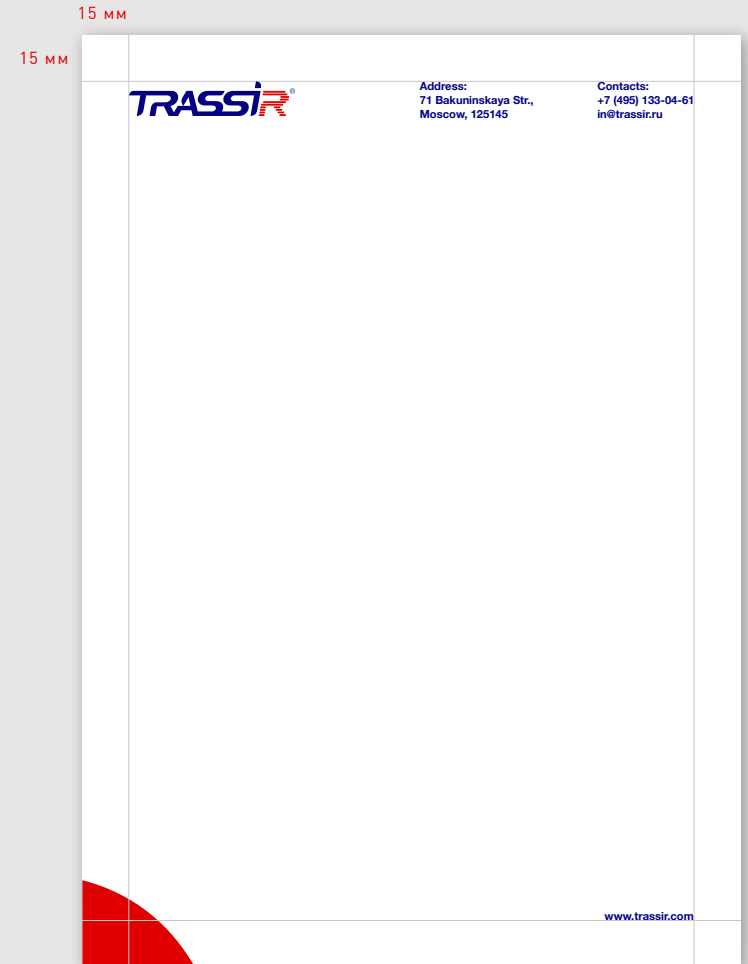 15 мм
15 мм
TRASSIR®
Address:
71 Bakuninskaya Str.,
Moscow, 125145
Contacts:
+7 (495) 133-04-61
in@trassir.ru
www.trassir.com